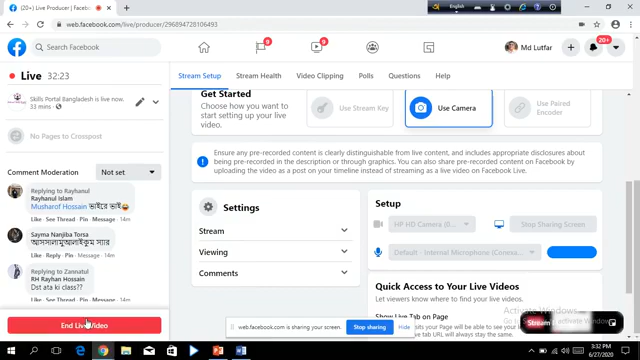 (20+) Live Producer | Facebook
English
web.facebook.com/live/producer/296894728106493
Search Facebook
9
9
Md Lutfar
20+
Live 32:23
Skills Portal Bangladesh is live now.
33 mins
No Pages to Crosspost
Comment Moderation
Not set
Replying to Rayhanul
Rayhanul Islam
Musharof Hossain ভাইরে ভাই
Like · See Thread · Pin · Message · 14m
Sayma Nanjiba Torsa
আসসালামুআলাইকুম স্যার
Like · Reply · Pin · Message · 14m
Replying to Zasnatul
RH Rayhan Hossain
Dst ata ki class??
Like · See Thread · Pin · Message · 14m
End Live Video
Stream Setup
Stream Health
Video Clipping
Polls
Questions
Help
Get Started
Choose how you want to start setting up your live video.
Use Stream Key
Use Camera
Use Paired Encoder
Ensure any pre-recorded content is clearly distinguishable from live content, and includes appropriate disclosures about
being pre-recorded in the description or through graphics. You can also share pre-recorded content on Facebook by
uploading the video as a post on your timeline instead of streaming as a live video on Facebook Live.
Settings
Stream
Viewing
Comments
Setup
HP HD Camera (E...
Stop Sharing Screen
Default - Internal Microphone (Conexa...
Quick Access to Your Live Videos
Let viewers know where to find your live videos.
Show Live Tab on Page
web.facebook.com is sharing your screen.
Stop sharing
Hide
Activate Windows
Stream
3:32 PM
6/27/2020